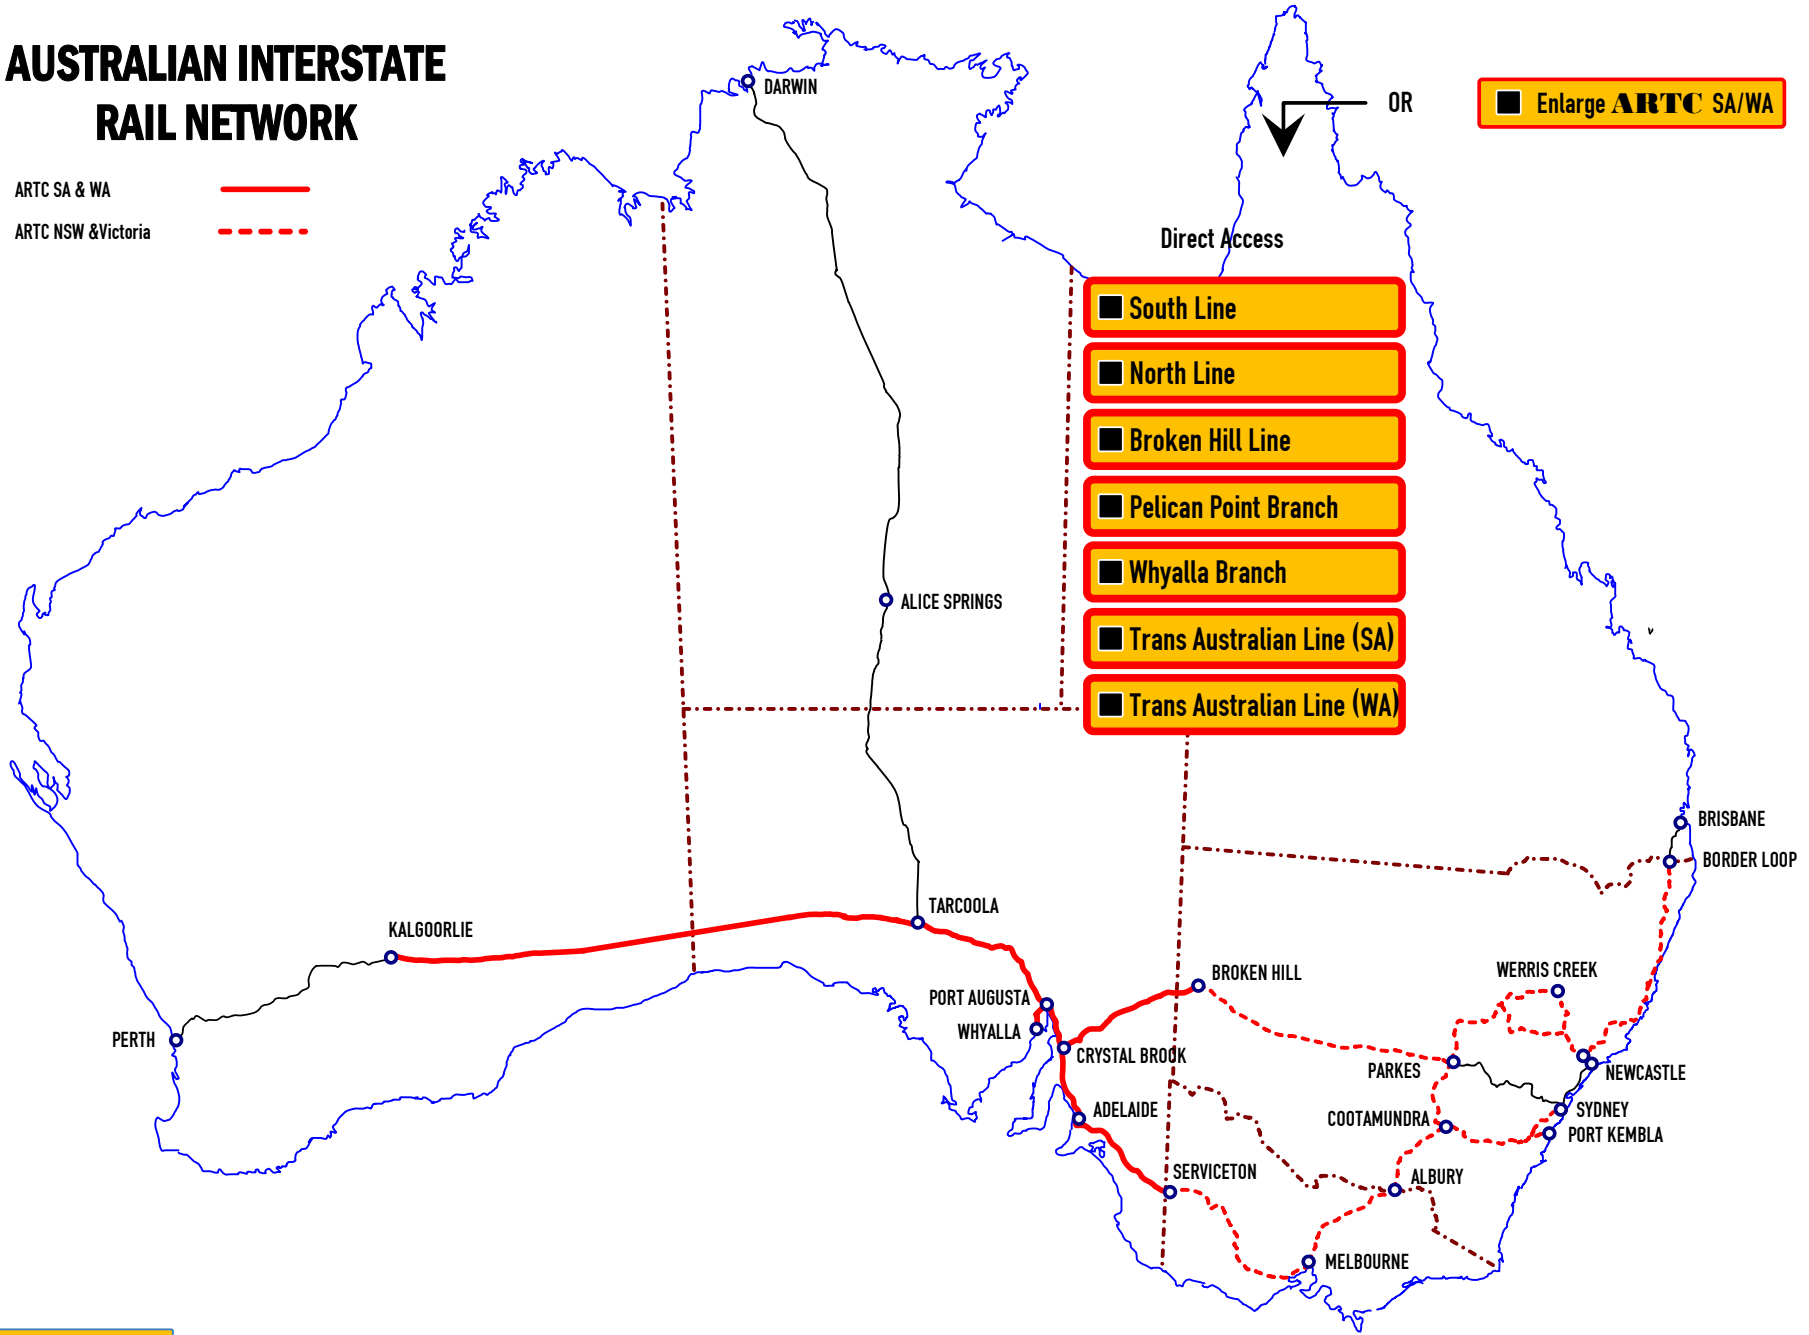 AUSTRALIAN INTERSTATE
RAIL NETWORK
ARTC SA & WA
ARTC NSW &Victoria
DARWIN
OR
Enlarge ARTC SA/WA
Direct Access
South Line
North Line
Broken Hill Line
Pelican Point Branch
Whyalla Branch
Trans Australian Line (SA)
Trans Australian Line (WA)
ALICE SPRINGS
BRISBANE
BORDER LOOP
TARCOOLA
KALGOORLIE
BROKEN HILL
WERRIS CREEK
PORT AUGUSTA
WHYALLA
PERTH
CRYSTAL BROOK
PARKES
NEWCASTLE
ADELAIDE
COOTAMUNDRA
SYDNEY
PORT KEMBLA
SERVICETON
ALBURY
MELBOURNE